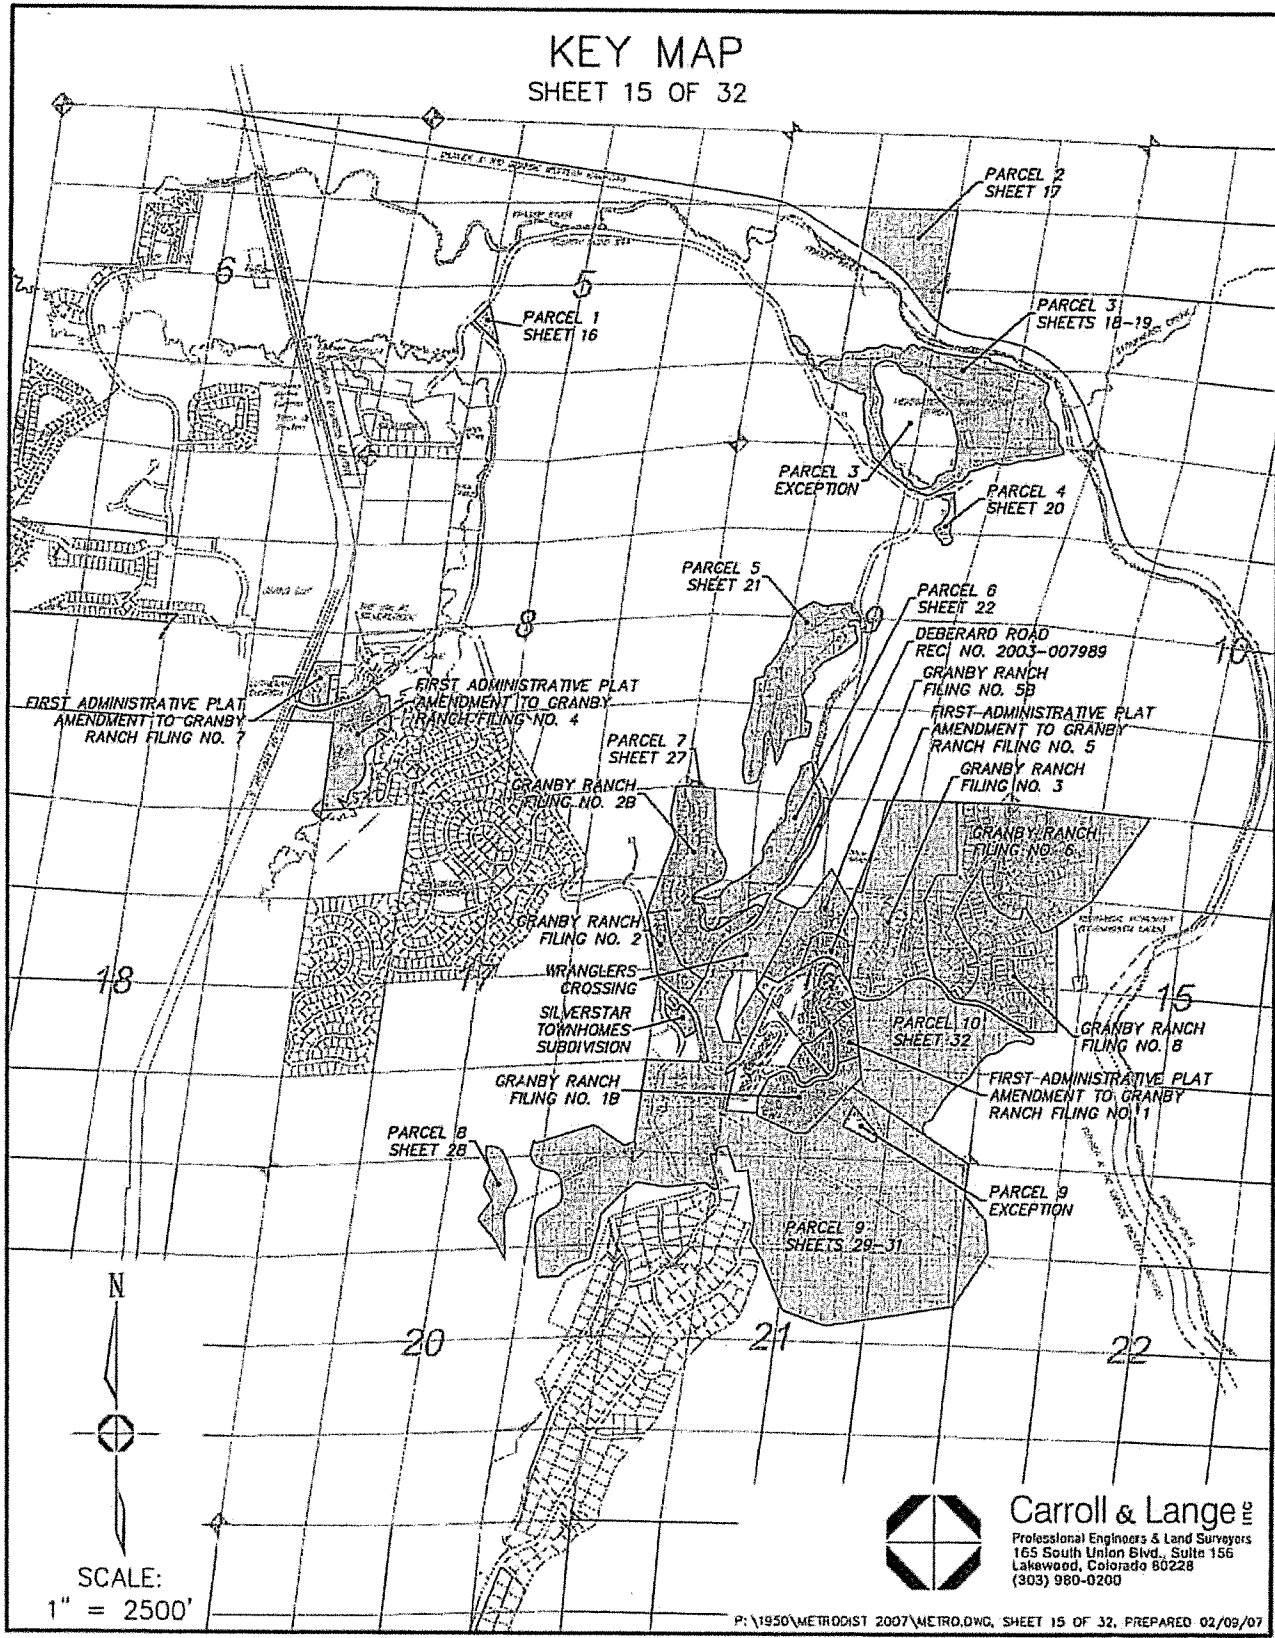 KEY MAP
SHEET 15 OF 32
PARCEL 2
SHEET 17
6
5
PARCEL 1
SHEET 16
PARCEL 3
SHEETS 18-19
PARCEL 3
EXCEPTION
PARCEL 4
SHEET 20
PARCEL 5
SHEET 21
PARCEL 6
SHEET 22
7
8
9
10
DEBERARD ROAD
REC. NO. 2003-007989
GRANBY RANCH
FILING NO. 5B
FIRST ADMINISTRATIVE PLAT
AMENDMENT TO GRANBY
RANCH FILING NO. 7
FIRST ADMINISTRATIVE PLAT
AMENDMENT TO GRANBY
RANCH FILING NO. 4
FIRST ADMINISTRATIVE PLAT
AMENDMENT TO GRANBY
RANCH FILING NO. 5
PARCEL 7
SHEET 27
GRANBY RANCH
FILING NO. 3
GRANBY RANCH
FILING NO. 2B
GRANBY RANCH
FILING NO. 6
GRANBY RANCH
FILING NO. 2
WRANGLERS
CROSSING
18
17
16
15
SILVERSTAR
TOWNHOMES
SUBDIVISION
PARCEL 10
SHEET 32
GRANBY RANCH
FILING NO. 8
GRANBY RANCH
FILING NO. 1B
FIRST ADMINISTRATIVE PLAT
AMENDMENT TO GRANBY
RANCH FILING NO. 1
PARCEL 8
SHEET 28
PARCEL 9
EXCEPTION
PARCEL 9
SHEETS 29-31
N
20
21
22
SCALE:
1" = 2500'
Carroll & Lange INC
Professional Engineers & Land Surveyors
165 South Union Blvd., Suite 156
Lakewood, Colorado 80228
(303) 980-0200
P:\1950\METRODIST 2007\METRO.DWG, SHEET 15 OF 32, PREPARED 02/09/07